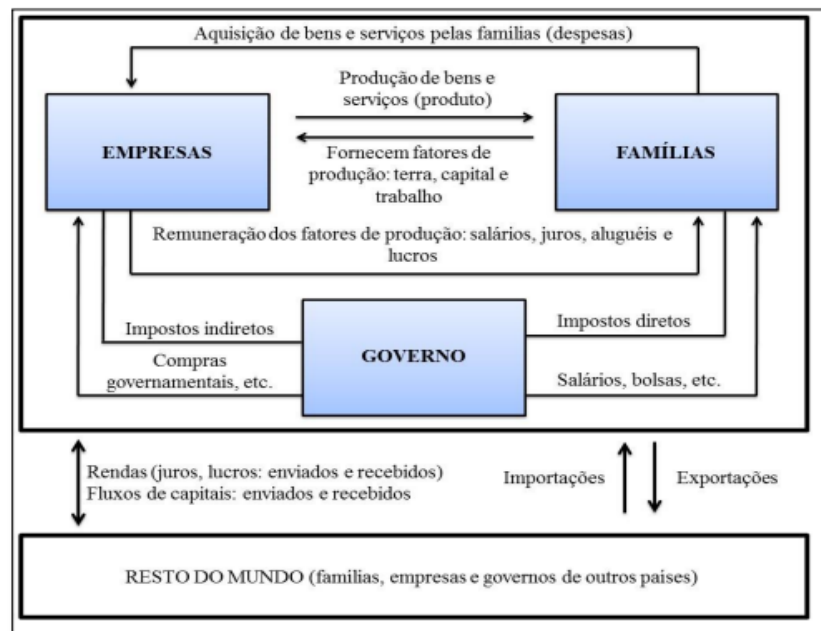 Aquisição de bens e serviços pelas famílias (despesas)
Produção de bens e
serviços (produto)
EMPRESAS
FAMÍLIAS
Fornecem fatores de
produção: terra, capital e
trabalho
Remuneração dos fatores de produção: salários, juros, aluguéis e
lucros
Impostos indiretos
Impostos diretos
GOVERNO
Compras
governamentais, etc.
Salários, bolsas, etc.
Rendas (juros, lucros: enviados e recebidos)
Fluxos de capitais: enviados e recebidos
Importações
Exportações
RESTO DO MUNDO (famílias, empresas e governos de outros países)